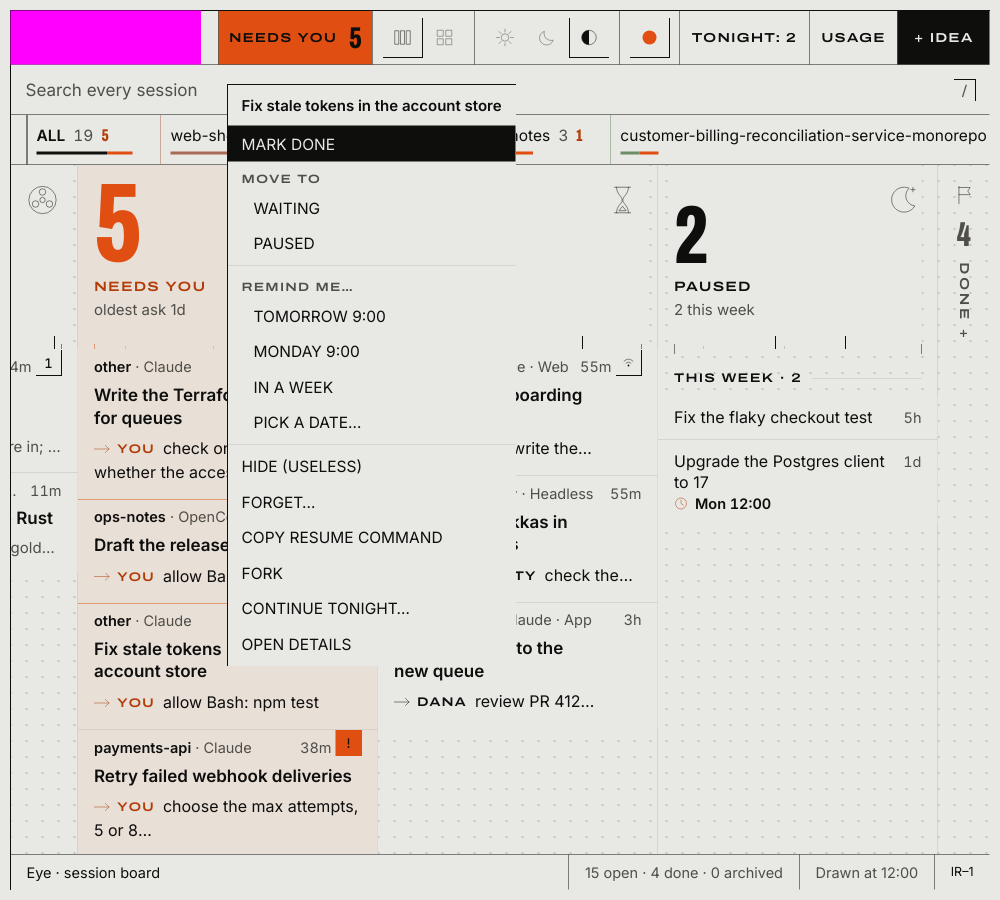 NEEDS YOU 5
TONIGHT: 2
USAGE
+ IDEA
Search every session
/
ALL 19 5
web-sh
notes 3 1
customer-billing-reconciliation-service-monorepo
Fix stale tokens in the account store
MARK DONE
MOVE TO
WAITING
PAUSED
REMIND ME…
TOMORROW 9:00
MONDAY 9:00
IN A WEEK
PICK A DATE…
HIDE (USELESS)
FORGET…
COPY RESUME COMMAND
FORK
CONTINUE TONIGHT…
OPEN DETAILS
4m 1
re in; …
. 11m
Rust
gold…
5
NEEDS YOU
oldest ask 1d
other · Claude
Write the Terrafo
for queues
→ YOU check or
whether the acces
ops-notes · OpenC
Draft the release
→ YOU allow Ba
other · Claude
Fix stale tokens
account store
→ YOU allow Bash: npm test
payments-api · Claude 38m !
Retry failed webhook deliveries
→ YOU choose the max attempts,
5 or 8…
e · Web 55m
boarding
write the…
· Headless 55m
kkas in
s
TY check the…
laude · App 3h
to the
new queue
→ DANA review PR 412…
2
PAUSED
2 this week
THIS WEEK · 2
Fix the flaky checkout test 5h
Upgrade the Postgres client 1d
to 17
Mon 12:00
4 DONE +
Eye · session board
15 open · 4 done · 0 archived
Drawn at 12:00
IR–1